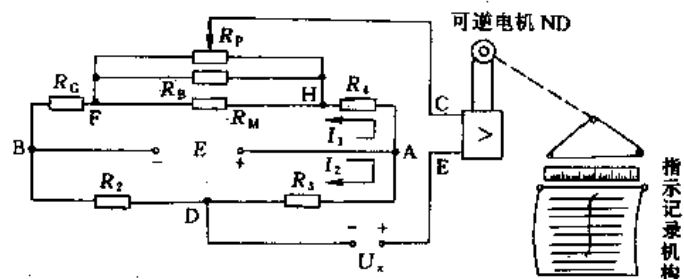 可逆电机 ND
R_P
R_G
R_B
H
R_4
C
F
R_M
I_1
>
B
- E +
A
I_2
E
R_2
R_3
D
- +
U_x
指示记录机构